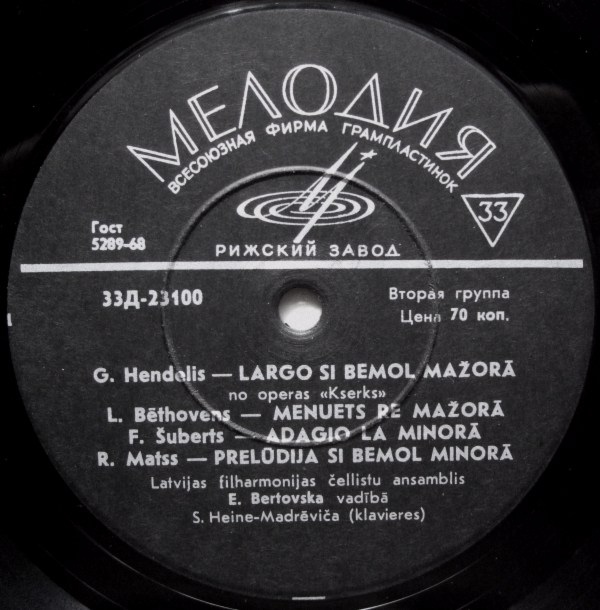 МЕЛОДИЯ
ВСЕСОЮЗНАЯ ФИРМА ГРАМПЛАСТИНОК
33
Гост
5289-68
РИЖСКИЙ ЗАВОД
33Д-23100
Вторая группа
Цена 70 коп.
G. Hendelis — LARGO SI BEMOL MAŽORĀ
no operas «Kserks»
L. Bēthovens — MENUETS RE MAŽORĀ
F. Šuberts — ADAGIO LA MINORĀ
R. Matss — PRELŪDIJA SI BEMOL MINORĀ
Latvijas filharmonijas čellistu ansamblis
E. Bertovska vadībā
S. Heine-Madrēviča (klavieres)